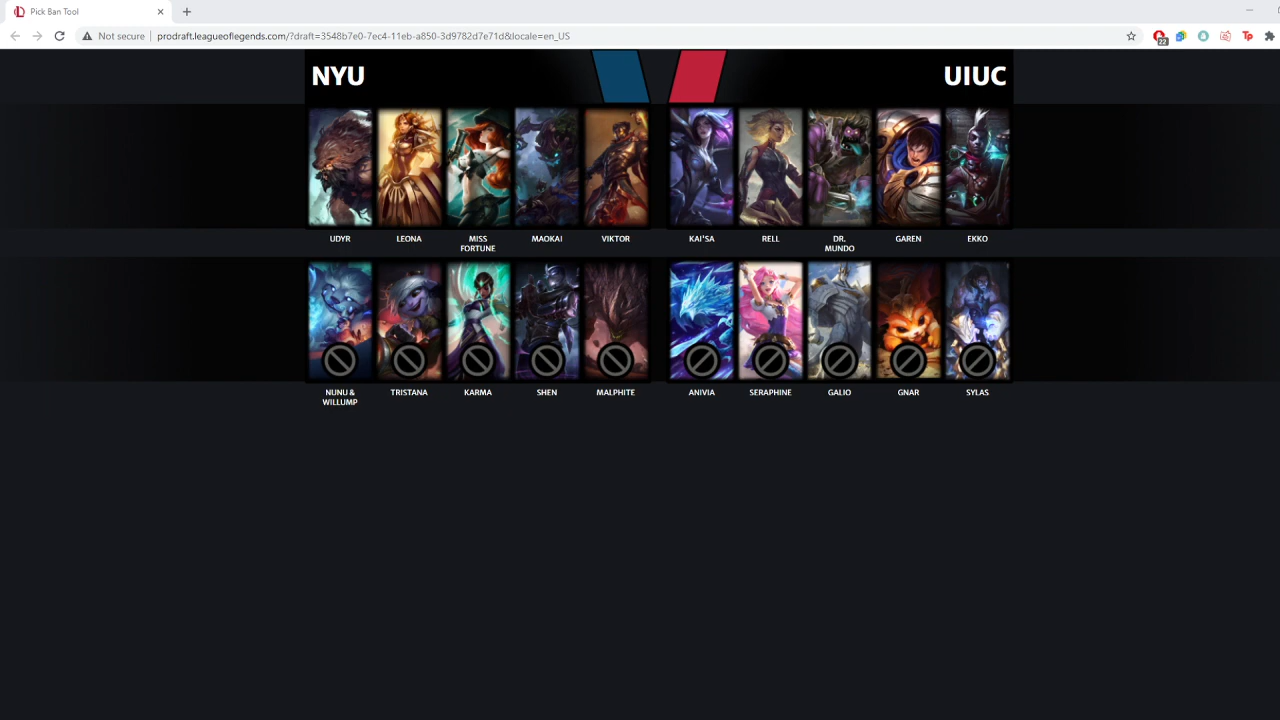 Pick Ban Tool
Not secure
prodraft.leagueoflegends.com/?draft=3548b7e0-7ec4-11eb-a850-3d9782d7e71d&locale=en_US
22
Tp
NYU
UIUC
UDYR
LEONA
MISS
FORTUNE
MAOKAI
VIKTOR
KAI'SA
RELL
DR.
MUNDO
GAREN
EKKO
NUNU &
WILLUMP
TRISTANA
KARMA
SHEN
MALPHITE
ANIVIA
SERAPHINE
GALIO
GNAR
SYLAS